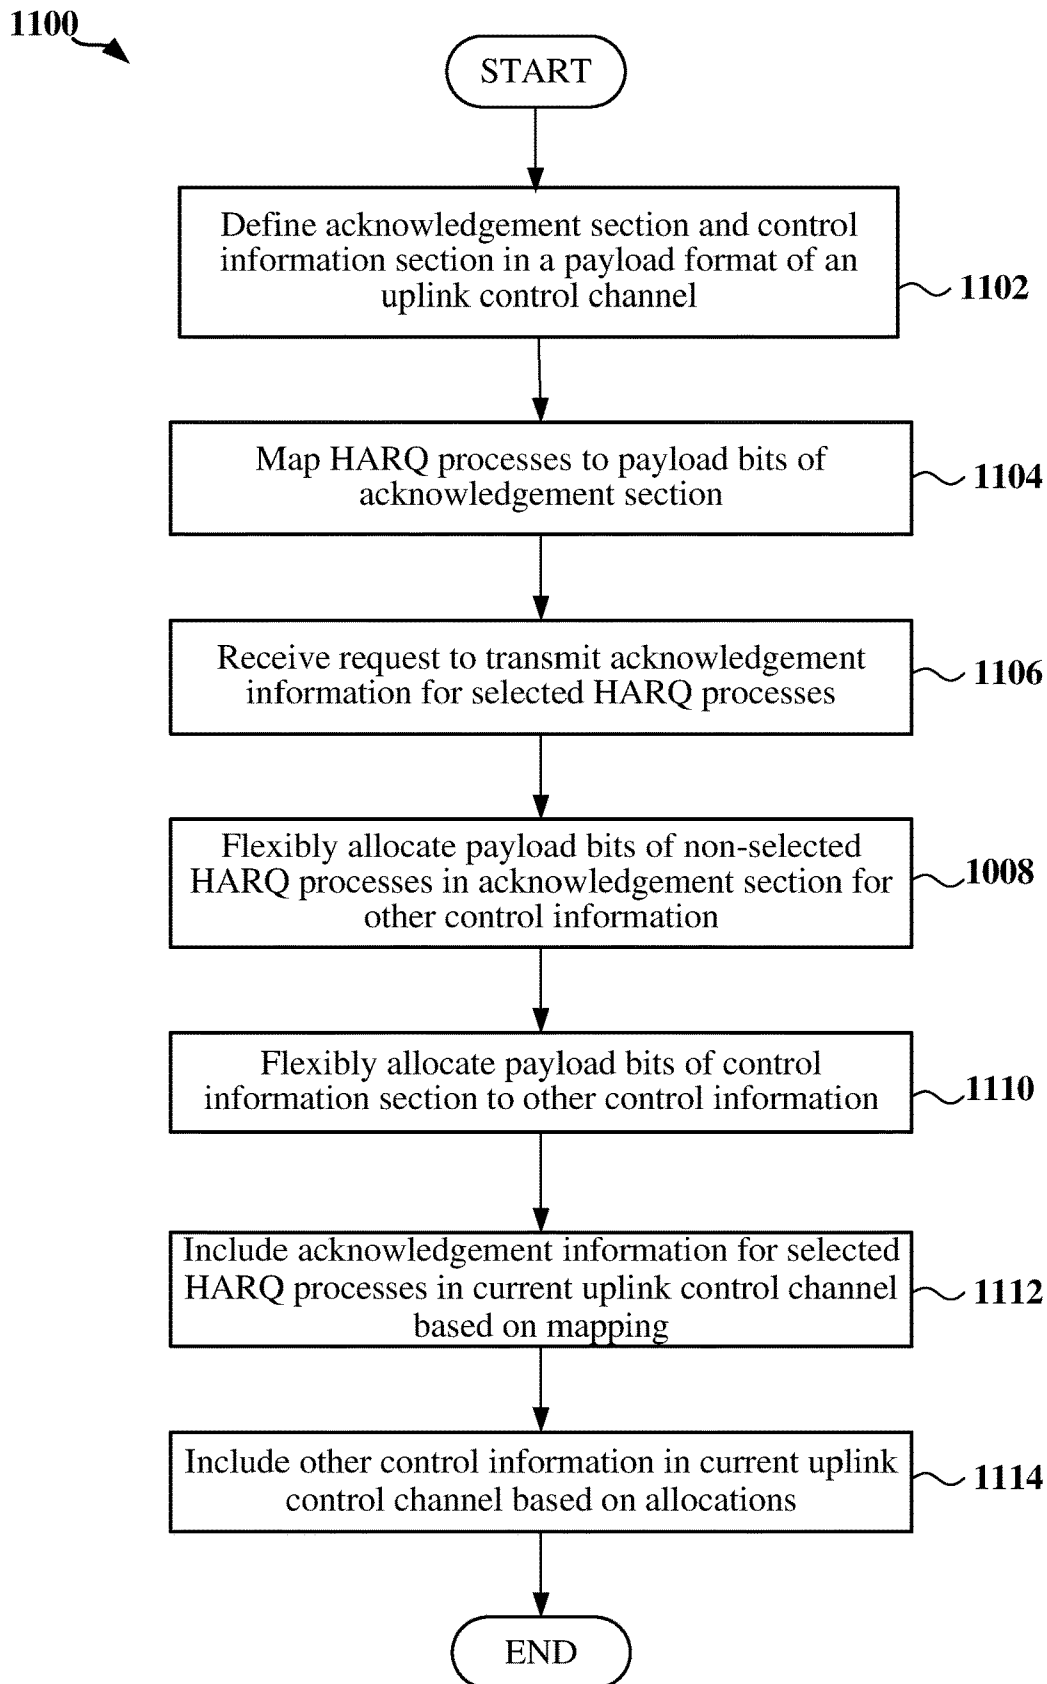 1100
START
Define acknowledgement section and control
information section in a payload format of an
uplink control channel
1102
Map HARQ processes to payload bits of
acknowledgement section
1104
Receive request to transmit acknowledgement
information for selected HARQ processes
1106
Flexibly allocate payload bits of non-selected
HARQ processes in acknowledgement section for
other control information
1008
Flexibly allocate payload bits of control
information section to other control information
1110
Include acknowledgement information for selected
HARQ processes in current uplink control channel
based on mapping
1112
Include other control information in current uplink
control channel based on allocations
1114
END